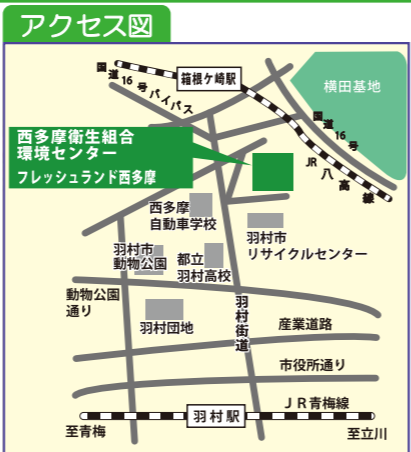 アクセス図
国道16号バイパス
箱根ケ崎駅
横田基地
国道16号
JR八高線
西多摩衛生組合
環境センター
フレッシュランド西多摩
西多摩
自動車学校
羽村市
リサイクルセンター
羽村市
動物公園
都立
羽村高校
動物公園
通り
羽村団地
羽村街道
産業道路
市役所通り
羽村駅
JR青梅線
至青梅
至立川